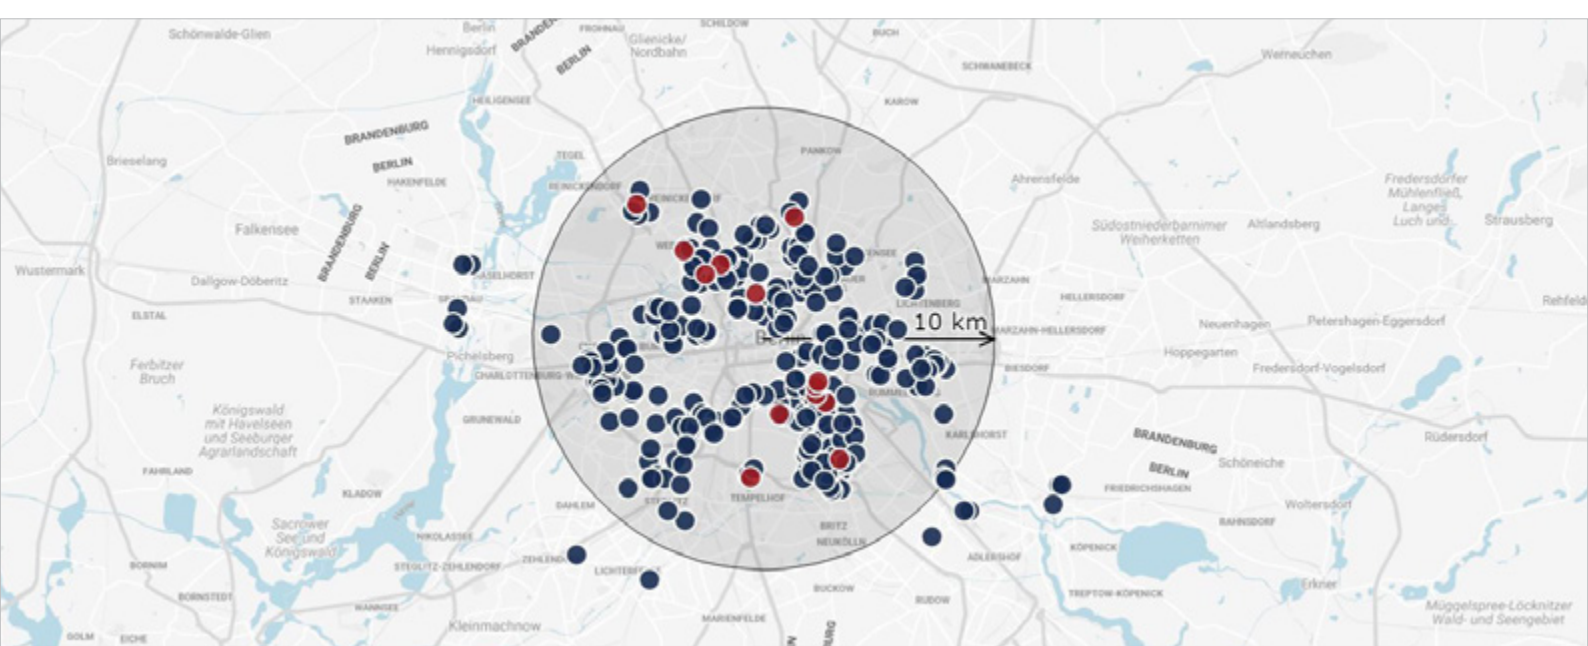 SCHILDOW
Berlin
Hennigsdorf
Schönwalde-Glien
FROHNAU
Glienicke/
Nordbahn
BERLIN
BUCH
Werneuchen
SCHWANEBECK
HEILIGENSEE
KAROW
BRANDENBURG
BERLIN
Brieselang
TEGEL
PANKOW
HAKENFELDE
REINICKENDORF
Ahrensfelde
Fredersdorfer
Mühlenfließ,
Langes
Luch und
BRANDENBURG
Falkensee
BERLIN
Südostniederbarnimer
Weiherketten
Altlandsberg
Strausberg
Wustermark
Dallgow-Döberitz
STAAKEN
LICHTENBERG
HELLERSDORF
ELSTAL
10 km
MARZAHN-HELLERSDORF
Neuenhagen
Petershagen-Eggersdorf
Berlin
Pichelsberg
Hoppegarten
Fredersdorf-Vogelsdorf
BIESDORF
Ferbitzer
Bruch
GRUNEWALD
Königswald
mit Havelseen
und Seeburger
Agrarlandschaft
KARLSHORST
BRANDENBURG
BERLIN
Rüdersdorf
Schöneiche
FAHRLAND
FRIEDRICHSHAGEN
KLADOW
DAHLEM
TEMPELHOF
Woltersdorf
Sacrower
See und
Königswald
NIKOLASSEE
BRITZ
NEUKÖLLN
RAHNSDORF
KÖPENICK
ADLERSHOF
BORNIM
STEGLITZ-ZEHLENDORF
Erkner
BORNSTEDT
WANNSEE
BUCKOW
RUDOW
TREPTOW-KÖPENICK
MARIENFELDE
Kleinmachnow
Müggelspree-Löcknitzer
Wald- und Seengebiet
GOLM
EICHE